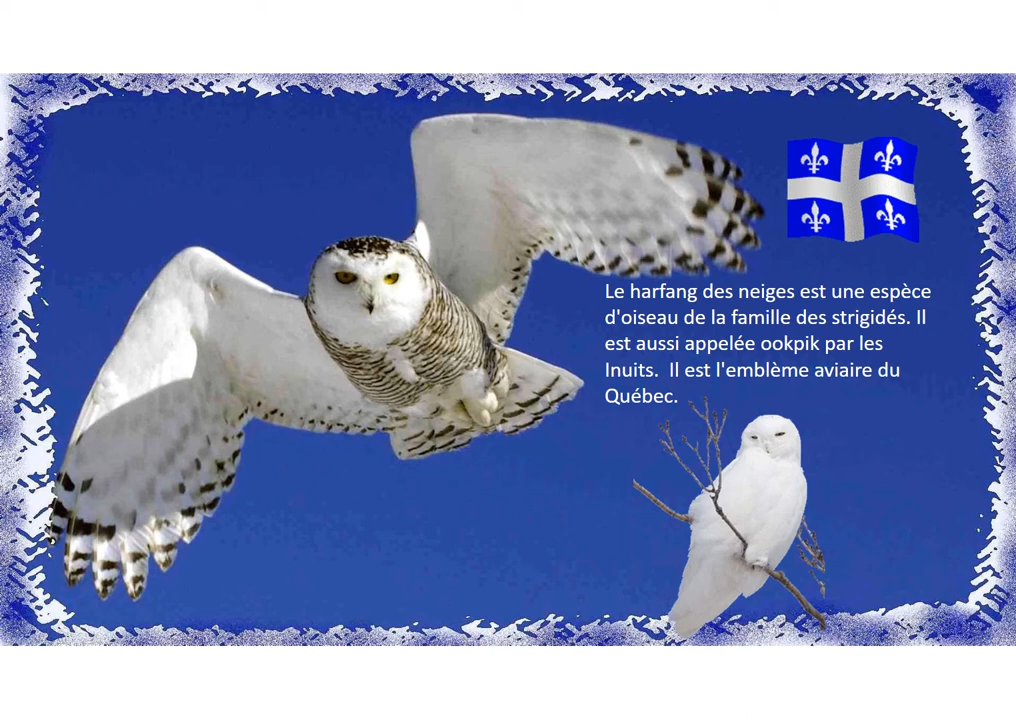 Le harfang des neiges est une espèce
d'oiseau de la famille des strigidés. Il
est aussi appelée ookpik par les
Inuits.  Il est l'emblème aviaire du
Québec.